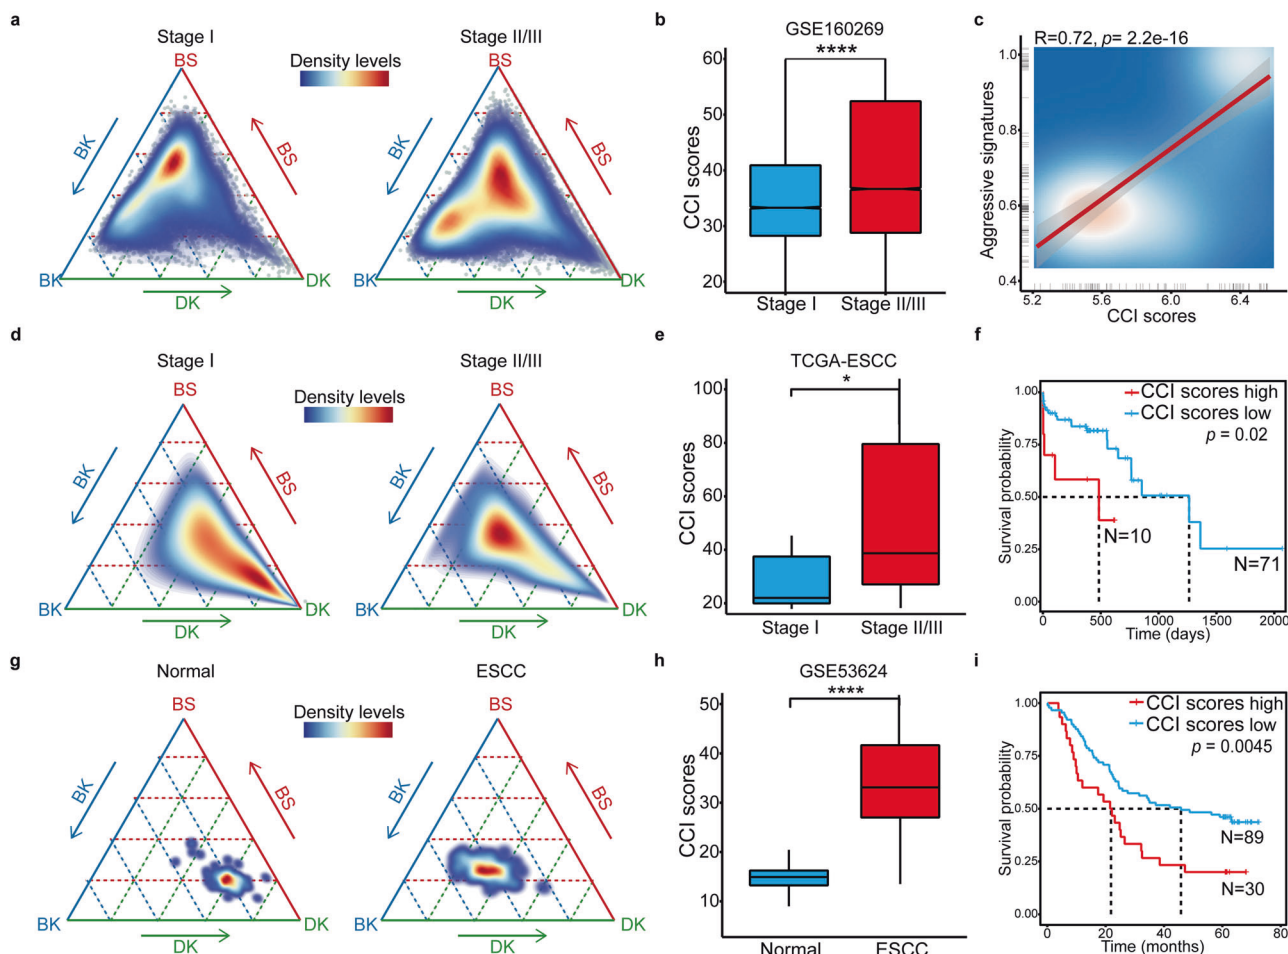 a
Stage I
BS
Density levels
BK
BS
BK
DK
DK
Stage II/III
BS
BK
BS
BK
DK
DK
b
GSE160269
****
CCI scores
60
50
40
30
20
Stage I
Stage II/III
c
R=0.72, p= 2.2e-16
Aggressive signatures
1.0
0.8
0.6
0.4
5.2
5.6
6.0
6.4
CCI scores
d
Stage I
BS
Density levels
BK
BS
BK
DK
DK
Stage II/III
BS
BK
BS
BK
DK
DK
e
TCGA-ESCC
*
CCI scores
100
80
60
40
20
Stage I
Stage II/III
f
CCI scores high
CCI scores low
p = 0.02
Survival probability
1.00
0.75
0.50
0.25
0.00
N=10
N=71
0
500
1000
1500
2000
Time (days)
g
Normal
BS
Density levels
BK
BS
BK
DK
DK
ESCC
BS
BK
BS
BK
DK
DK
h
GSE53624
****
CCI scores
50
40
30
20
10
Normal
ESCC
i
CCI scores high
CCI scores low
p = 0.0045
Survival probability
1.00
0.75
0.50
0.25
0.00
N=89
N=30
0
20
40
60
80
Time (months)